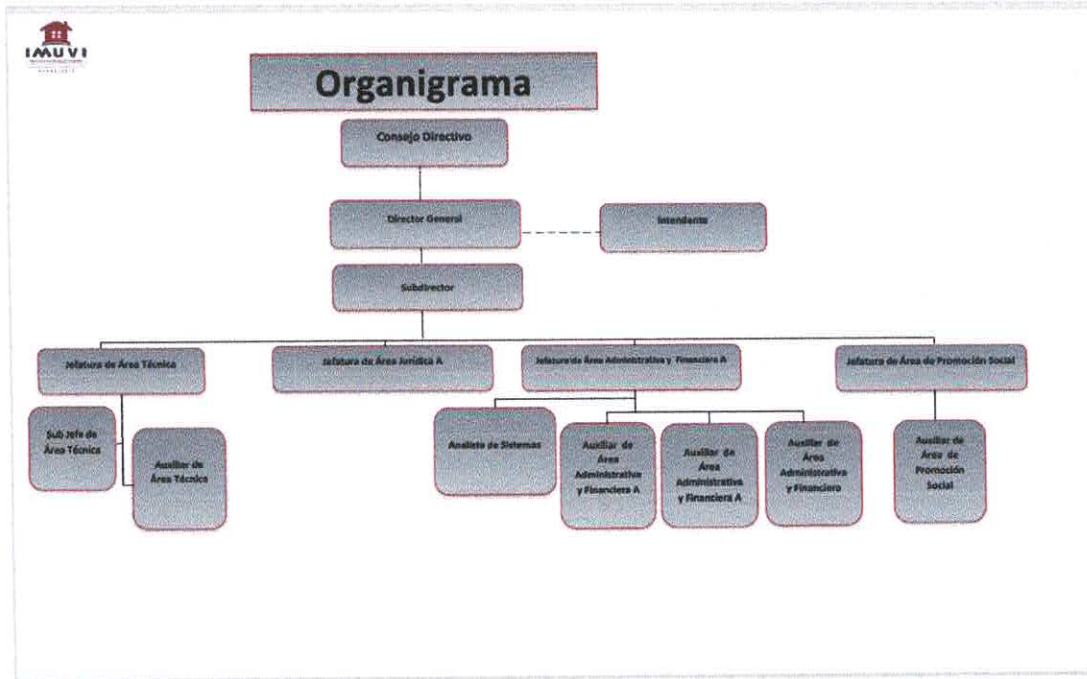 IMUVI
Organigrama
Consejo Directivo
Director General
Intendente
Subdirector
Jefatura de Área Técnica
Jefatura de Área Jurídica A
Jefatura de Área Administrativa y Financiera A
Jefatura de Área de Promoción Social
Sub Jefe de
Área Técnica
Auxiliar de
Área Técnica
Analista de Sistemas
Auxiliar de
Área
Administrativa
y Financiera A
Auxiliar de
Área
Administrativa
y Financiera A
Auxiliar de
Área
Administrativa
y Financiero
Auxiliar de
Área de
Promoción
Social